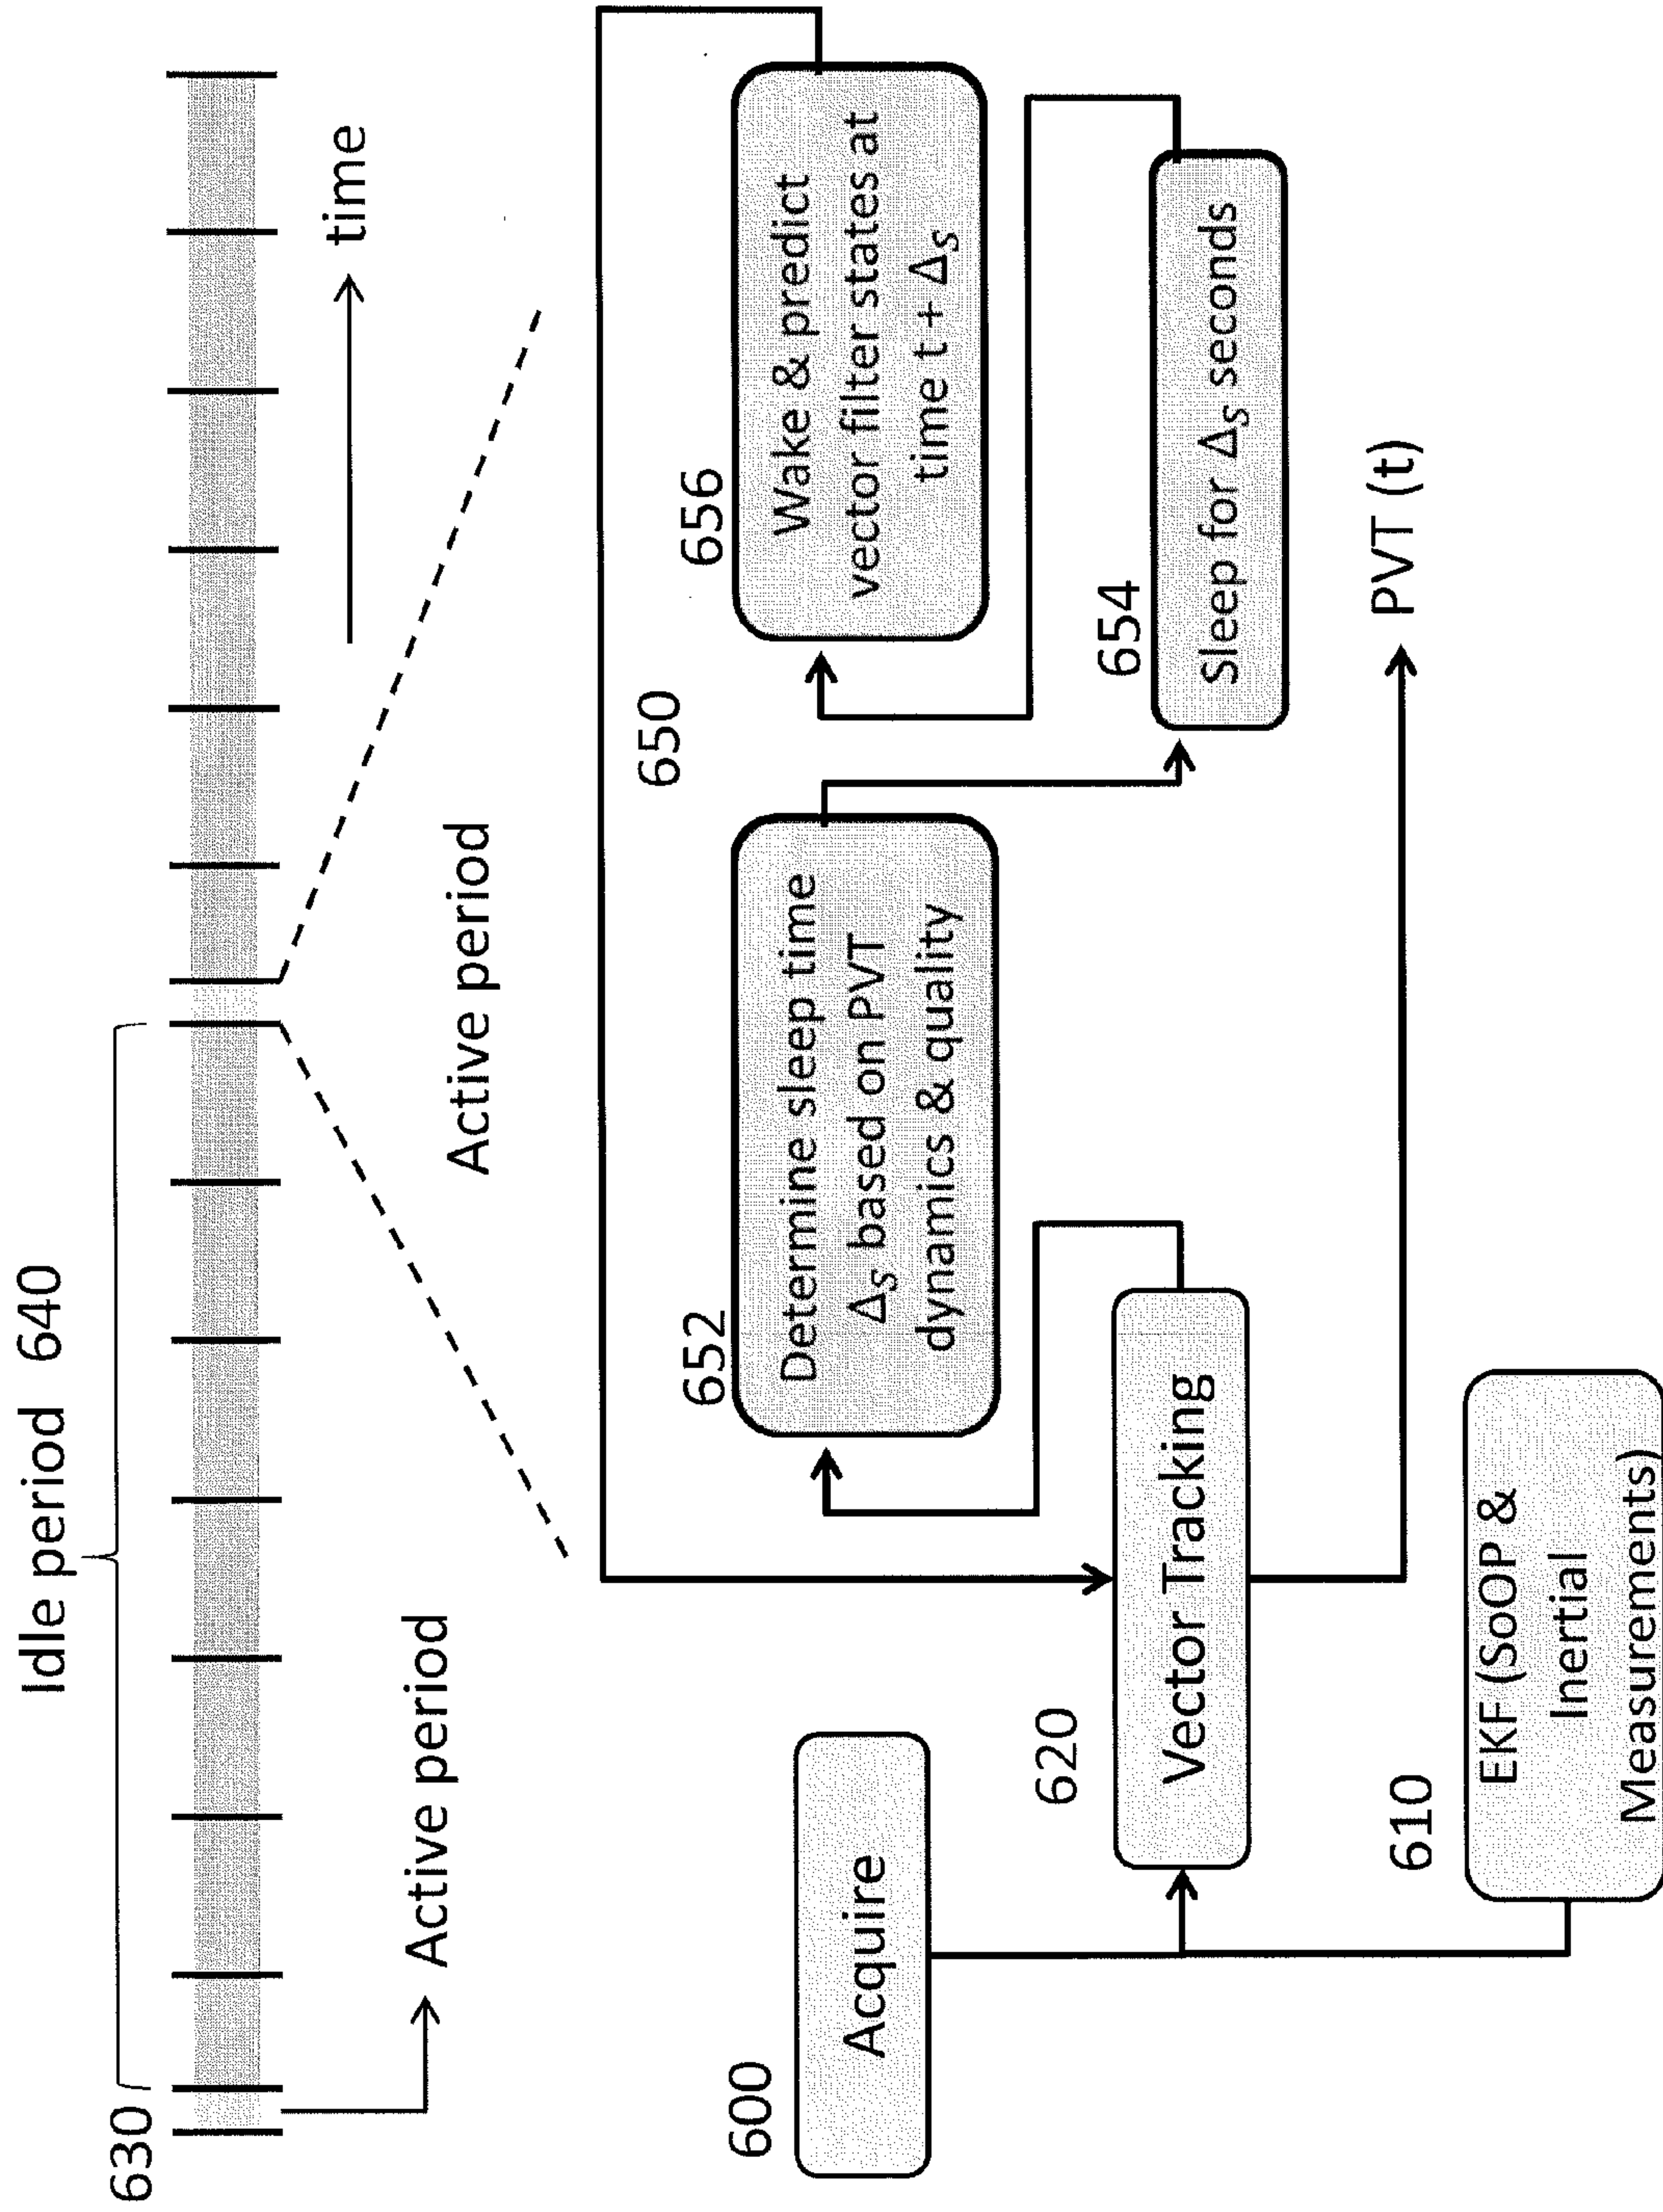 Idle period 640
630
time
Active period
Active period
650
652
Determine sleep time
Δs based on PVT
dynamics & quality
656
Wake & predict
vector filter states at
time t + Δs
600
Acquire
620
Vector Tracking
654
Sleep for Δs seconds
610
EKF (SoOP &
Inertial
Measurements)
PVT (t)